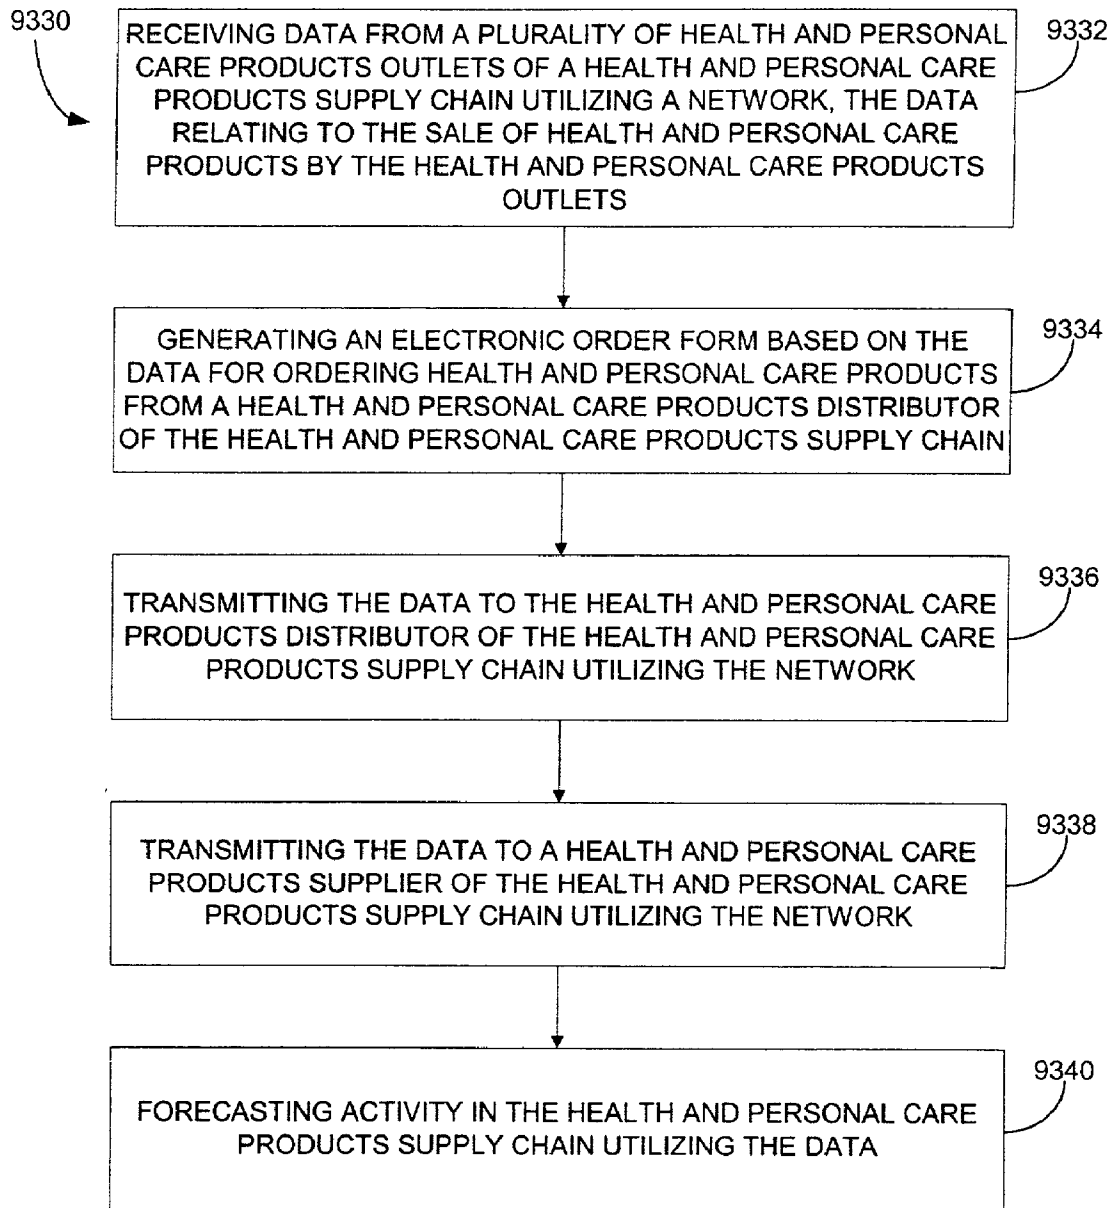 9330
RECEIVING DATA FROM A PLURALITY OF HEALTH AND PERSONAL
CARE PRODUCTS OUTLETS OF A HEALTH AND PERSONAL CARE
PRODUCTS SUPPLY CHAIN UTILIZING A NETWORK, THE DATA
RELATING TO THE SALE OF HEALTH AND PERSONAL CARE
PRODUCTS BY THE HEALTH AND PERSONAL CARE PRODUCTS
OUTLETS
9332
GENERATING AN ELECTRONIC ORDER FORM BASED ON THE
DATA FOR ORDERING HEALTH AND PERSONAL CARE PRODUCTS
FROM A HEALTH AND PERSONAL CARE PRODUCTS DISTRIBUTOR
OF THE HEALTH AND PERSONAL CARE PRODUCTS SUPPLY CHAIN
9334
TRANSMITTING THE DATA TO THE HEALTH AND PERSONAL CARE
PRODUCTS DISTRIBUTOR OF THE HEALTH AND PERSONAL CARE
PRODUCTS SUPPLY CHAIN UTILIZING THE NETWORK
9336
TRANSMITTING THE DATA TO A HEALTH AND PERSONAL CARE
PRODUCTS SUPPLIER OF THE HEALTH AND PERSONAL CARE
PRODUCTS SUPPLY CHAIN UTILIZING THE NETWORK
9338
FORECASTING ACTIVITY IN THE HEALTH AND PERSONAL CARE
PRODUCTS SUPPLY CHAIN UTILIZING THE DATA
9340